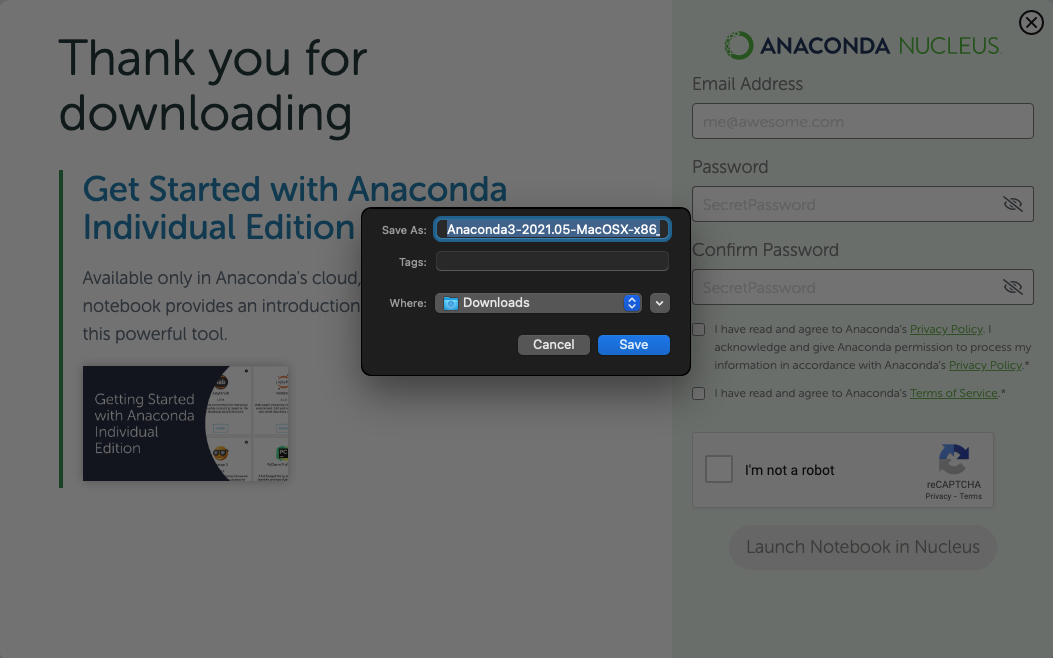 Thank you for
downloading
Get Started with Anaconda
Individual Edition
Available only in Anaconda's cloud,
notebook provides an introduction
this powerful tool.
Getting Started
with Anaconda
Individual
Edition
Save As: Anaconda3-2021.05-MacOSX-x86_
Tags:
Where: Downloads
Cancel Save
ANACONDA NUCLEUS
Email Address
me@awesome.com
Password
SecretPassword
Confirm Password
SecretPassword
I have read and agree to Anaconda's Privacy Policy. I
acknowledge and give Anaconda permission to process my
information in accordance with Anaconda's Privacy Policy.*
I have read and agree to Anaconda's Terms of Service.*
I'm not a robot
reCAPTCHA
Privacy - Terms
Launch Notebook in Nucleus